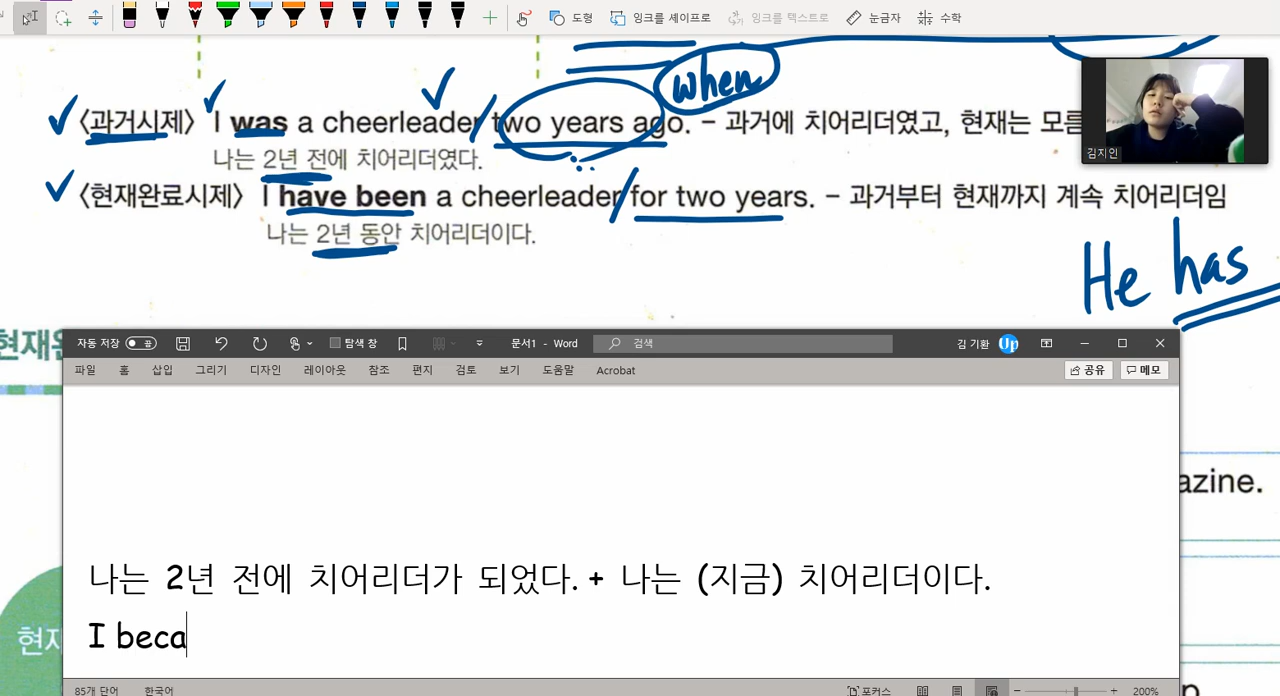 도형 잉크를 셰이프로 잉크를 텍스트로 눈금자 수학
when
〈과거시제〉 I was a cheerleader / two years ago. – 과거에 치어리더였고, 현재는 모름
나는 2년 전에 치어리더였다.
김지인
〈현재완료시제〉 I have been a cheerleader / for two years. – 과거부터 현재까지 계속 치어리더임
나는 2년 동안 치어리더이다.
He has
현재완
자동 저장 끔 탐색 창 문서1 - Word 검색 김 기환 Up
파일 홈 삽입 그리기 디자인 레이아웃 참조 편지 검토 보기 도움말 Acrobat 공유 메모
azine.
나는 2년 전에 치어리더가 되었다. + 나는 (지금) 치어리더이다.
I beca
현재
85개 단어 한국어 포커스 200%